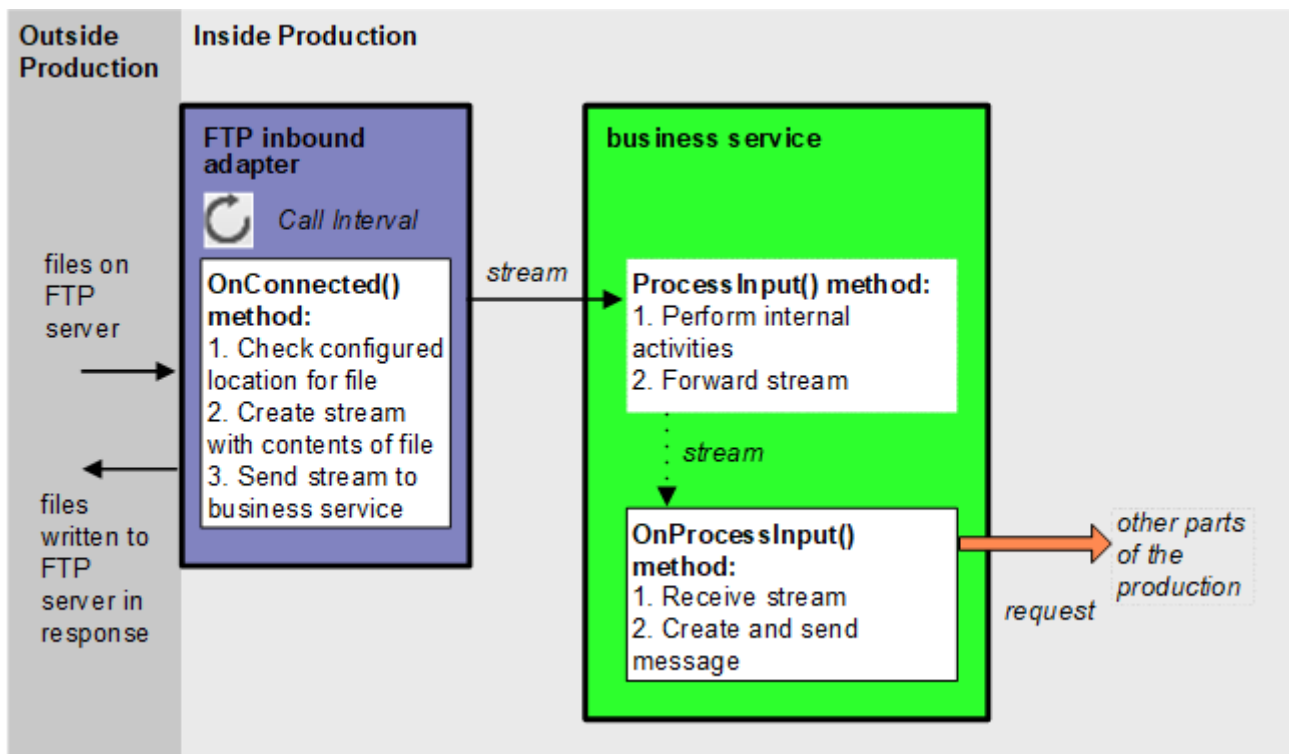 Outside
Production
Inside Production
FTP inbound
adapter
Call Interval
files on
FTP
server
OnConnected()
method:
1. Check configured
location for file
2. Create stream
with contents of file
3. Send stream to
business service
files
written to
FTP
server in
response
stream
business service
ProcessInput() method:
1. Perform internal
activities
2. Forward stream
stream
OnProcessInput()
method:
1. Receive stream
2. Create and send
message
request
other parts
of the
production